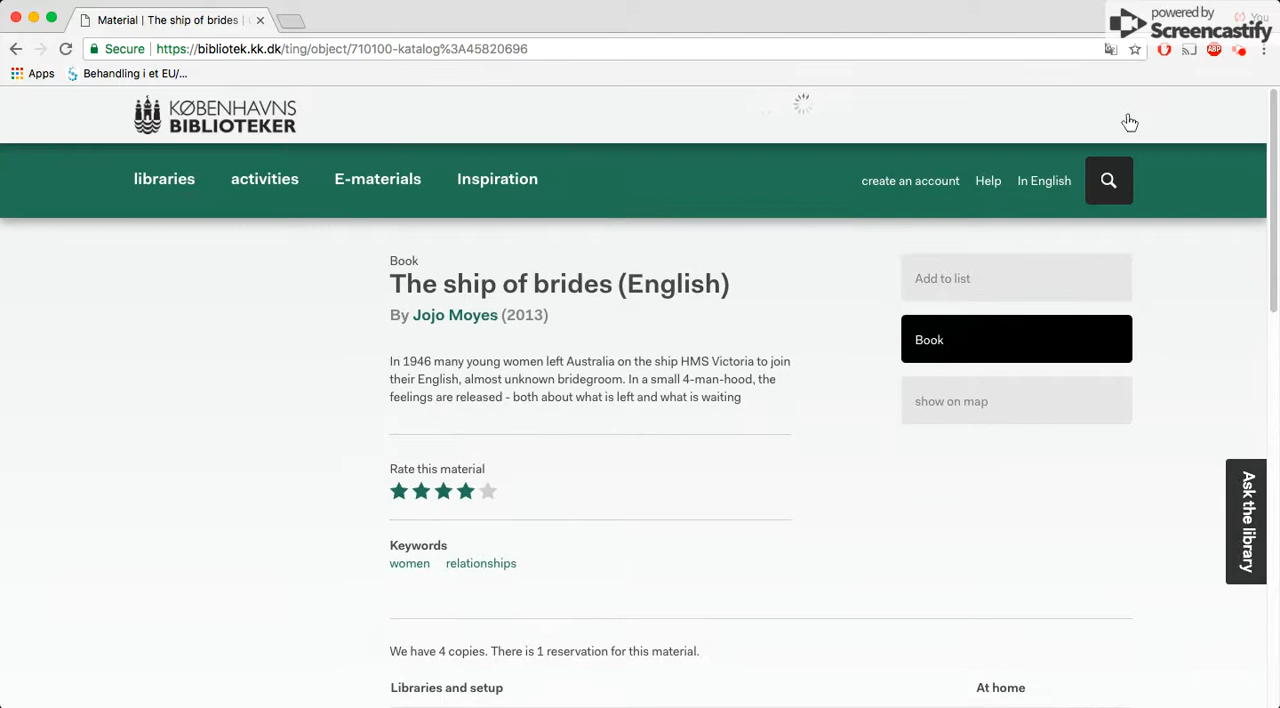 Material | The ship of brides |
powered by
Screencastify
You
Secure https://bibliotek.kk.dk/ting/object/710100-katalog%3A45820696
ABP
Apps Behandling i et EU/...
KØBENHAVNS
BIBLIOTEKER
libraries activities E-materials Inspiration create an account Help In English
Book
The ship of brides (English)
By Jojo Moyes (2013)
In 1946 many young women left Australia on the ship HMS Victoria to join
their English, almost unknown bridegroom. In a small 4-man-hood, the
feelings are released - both about what is left and what is waiting
Add to list
Book
show on map
Rate this material
Keywords
women relationships
Ask the library
We have 4 copies. There is 1 reservation for this material.
Libraries and setup At home